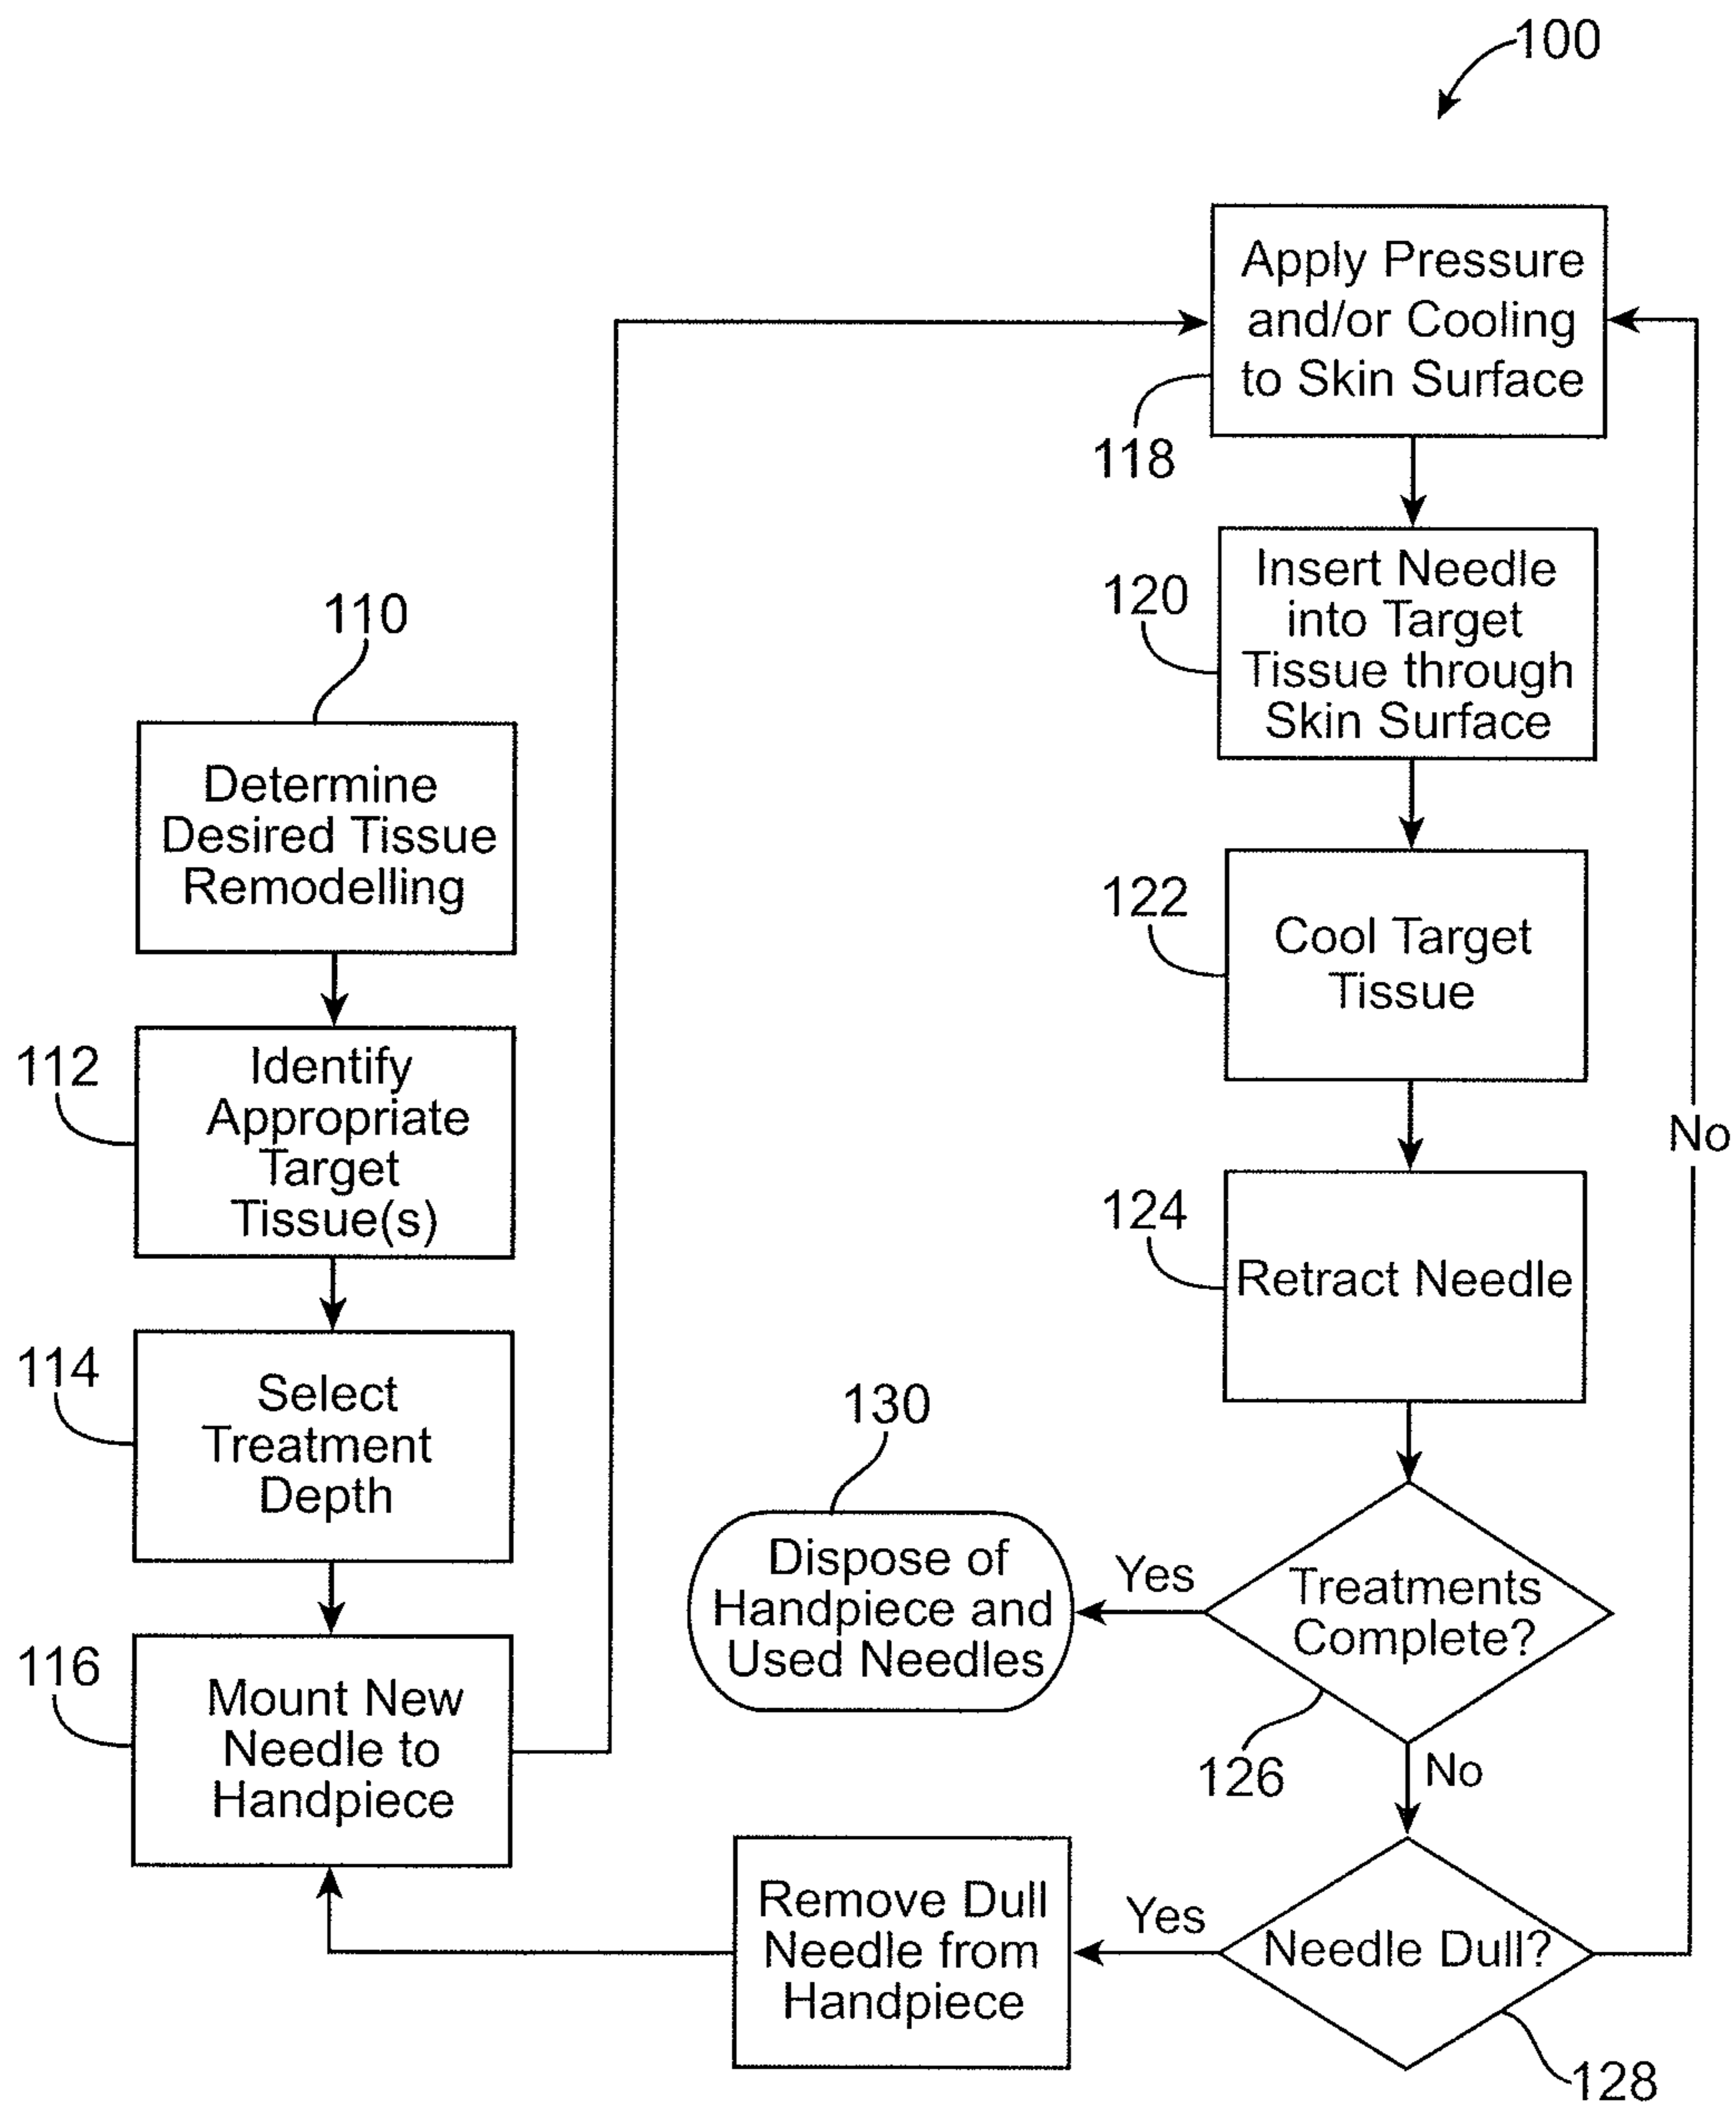 100
110
Determine
Desired Tissue
Remodelling
112
Identify
Appropriate
Target
Tissue(s)
114
Select
Treatment
Depth
116
Mount New
Needle to
Handpiece
Apply Pressure
and/or Cooling
to Skin Surface
118
120
Insert Needle
into Target
Tissue through
Skin Surface
122
Cool Target
Tissue
124
Retract Needle
Treatments
Complete?
126
Yes
130
Dispose of
Handpiece and
Used Needles
No
Needle Dull?
128
Yes
Remove Dull
Needle from
Handpiece
No